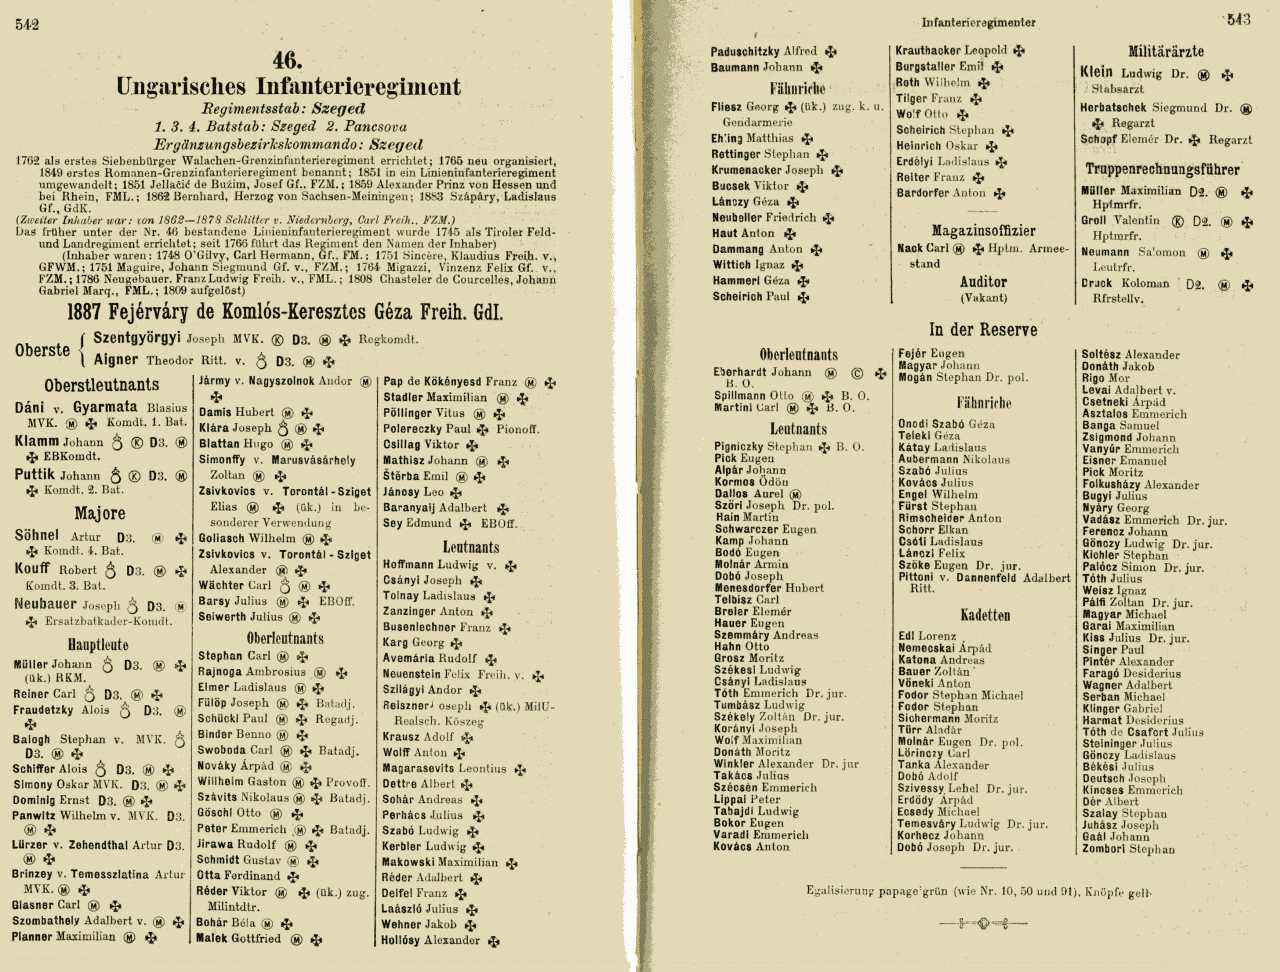 542
46.
Ungarisches Infanterieregiment
Regimentsstab: Szeged
1. 3. 4. Batstab: Szeged 2. Pancsova
Ergänzungsbezirkskommando: Szeged
1762 als erstes Siebenbürger Walachen-Grenzinfanterieregiment errichtet; 1765 neu organisiert,
1849 erstes Romanen-Grenzinfanterieregiment benannt; 1851 in ein Linieninfanterieregiment
umgewandelt; 1851 Jellačić de Bužim, Josef Gf., FZM.; 1859 Alexander Prinz von Hessen und
bei Rhein, FML.; 1862 Bernhard, Herzog von Sachsen-Meiningen; 1883 Szápáry, Ladislaus
Gf., GdK.
(Zweiter Inhaber war: von 1862—1878 Schlitter v. Niedernberg, Carl Freih., FZM.)
Das früher unter der Nr. 46 bestandene Linieninfanterieregiment wurde 1745 als Tiroler Feld-
und Landregiment errichtet; seit 1766 führt das Regiment den Namen der Inhaber)
(Inhaber waren: 1748 O'Gilvy, Carl Hermann, Gf., FM.; 1751 Sincère, Klaudius Freih. v.,
GFWM.; 1751 Maguire, Johann Siegmund Gf. v., FZM.; 1764 Migazzi, Vinzenz Felix Gf. v.,
FZM.; 1786 Neugebauer, Franz Ludwig Freih. v., FML.; 1808 Chasteler de Courcelles, Johann
Gabriel Marq., FML.; 1809 aufgelöst)
1887 Fejérváry de Komlós-Keresztes Géza Freih. GdI.
Oberste
Szentgyörgyi Joseph MVK. Ⓚ D3. Ⓜ ✠ Regkomdt.
Aigner Theodor Ritt. v. D3. Ⓜ ✠
Oberstleutnants
Dáni v. Gyarmata Blasius
MVK. Ⓜ ✠ Komdt. 1. Bat.
Klamm Johann Ⓚ D3. Ⓜ
✠ EBKomdt.
Puttik Johann Ⓚ D3. Ⓜ
✠ Komdt. 2. Bat.
Majore
Söhnel Artur D3. Ⓜ ✠
✠ Komdt. 4. Bat.
Kouff Robert D3. Ⓜ ✠
Komdt. 3. Bat.
Neubauer Joseph D3. Ⓜ
✠ Ersatzbatkader-Komdt.
Hauptleute
Müller Johann D3. Ⓜ ✠
(ük.) RKM.
Reiner Carl D3. Ⓜ ✠
Fraudetzky Alois D3. Ⓜ
✠
Balogh Stephan v. MVK.
D3. Ⓜ ✠
Schiffer Alois D3. Ⓜ ✠
Simony Oskar MVK. D3. Ⓜ ✠
Dominig Ernst D3. Ⓜ ✠
Panwitz Wilhelm v. MVK. D3.
Ⓜ ✠
Lürzer v. Zehendthal Artur D3.
Ⓜ ✠
Brinzey v. Temesszlatina Artur
MVK. Ⓜ ✠
Glasner Carl Ⓜ ✠
Szombathely Adalbert v. Ⓜ ✠
Planner Maximilian Ⓜ ✠
Jármy v. Nagyszolnok Andor Ⓜ
✠
Damis Hubert Ⓜ ✠
Klára Joseph Ⓜ ✠
Blattan Hugo Ⓜ ✠
Simonffy v. Marusvásárhely
Zoltan Ⓜ ✠
Zsivkovics v. Torontál-Sziget
Elias Ⓜ ✠ (ük.) in be-
sonderer Verwendung
Goliasch Wilhelm Ⓜ ✠
Zsivkovics v. Torontál-Sziget
Alexander Ⓜ ✠
Wächter Carl Ⓜ ✠
Barsy Julius Ⓜ ✠ EBOff.
Seiwerth Julius Ⓜ ✠
Oberleutnants
Stephan Carl Ⓜ ✠
Rajnoga Ambrosius Ⓜ ✠
Elmer Ladislaus Ⓜ ✠
Fülöp Joseph Ⓜ ✠ Batadj.
Schückl Paul Ⓜ ✠ Regadj.
Binder Benno Ⓜ ✠
Swoboda Carl Ⓜ ✠ Batadj.
Nováky Árpád Ⓜ ✠
Willheim Gaston Ⓜ ✠ Provoff.
Szávits Nikolaus Ⓜ ✠ Batadj.
Göschl Otto Ⓜ ✠
Peter Emmerich Ⓜ ✠ Batadj.
Jirawa Rudolf Ⓜ ✠
Schmidt Gustav Ⓜ ✠
Otta Ferdinand ✠
Réder Viktor Ⓜ ✠ (ük.) zug.
Milintdtr.
Bohár Béla Ⓜ ✠
Malek Gottfried Ⓜ ✠
Pap de Kökényesd Franz Ⓜ ✠
Stadler Maximilian Ⓜ ✠
Pöllinger Vitus Ⓜ ✠
Polereczky Paul ✠ Pionoff.
Csillag Viktor ✠
Mathisz Johann Ⓜ ✠
Štőrba Emil Ⓜ ✠
Jánosy Leo ✠
Baranyaij Adalbert ✠
Sey Edmund ✠ EBOff.
Leutnants
Hoffmann Ludwig v. ✠
Csányi Joseph ✠
Tolnay Ladislaus ✠
Zanzinger Anton ✠
Busenlechner Franz ✠
Karg Georg ✠
Avemária Rudolf ✠
Neuenstein Felix Freih. v. ✠
Szilágyi Andor ✠
Reiszner Joseph ✠ (ük.) MilU-
Realsch. Köszeg
Krausz Adolf ✠
Wolff Anton ✠
Magarasevits Leontius ✠
Dettre Albert ✠
Sohár Andreas ✠
Perhács Julius ✠
Szabó Ludwig ✠
Kerbler Ludwig ✠
Makowski Maximilian ✠
Réder Adalbert ✠
Delfel Franz ✠
Laászló Julius ✠
Wehner Jakob ✠
Hollósy Alexander ✠
Infanterieregimenter
543
Paduschitzky Alfred ✠
Baumann Johann ✠
Fähnriche
Fliesz Georg ✠ (ük.) zug. k. u.
Gendarmerie
Ehling Matthias ✠
Rottinger Stephan ✠
Krumenacker Joseph ✠
Bucsek Viktor ✠
Lánczy Géza ✠
Neubeller Friedrich ✠
Haut Anton ✠
Dammang Anton ✠
Wittich Ignaz ✠
Hammerl Géza ✠
Scheirich Paul ✠
Krauthacker Leopold ✠
Burgstaller Emil ✠
Roth Wilhelm ✠
Tilger Franz ✠
Wolf Otto ✠
Scheirich Stephan ✠
Heinrich Oskar ✠
Erdélyi Ladislaus ✠
Reiter Franz ✠
Bardorfer Anton ✠
Magazinsoffizier
Nack Carl Ⓜ ✠ Hptm. Armee-
stand
Auditor
(Vakant)
Militärärzte
Klein Ludwig Dr. Ⓜ ✠
Stabsarzt
Herbatschek Siegmund Dr. Ⓜ
✠ Regarzt
Schopf Elemér Dr. ✠ Regarzt
Truppenrechnungsführer
Müller Maximilian D2. Ⓜ ✠
Hptmrfr.
Groll Valentin Ⓚ D2. Ⓜ ✠
Hptmrfr.
Neumann Salomon Ⓜ ✠
Leutrfr.
Druck Koloman D2. Ⓜ ✠
Rfrstellv.
In der Reserve
Oberleutnants
Eberhardt Johann Ⓜ Ⓒ ✠
B. O.
Spillmann Otto Ⓜ ✠ B. O.
Martini Carl Ⓜ ✠ B. O.
Leutnants
Pigniczky Stephan ✠ B. O.
Pick Eugen
Alpár Johann
Kormos Ödön
Dallos Aurel Ⓜ
Szöri Joseph Dr. pol.
Hain Martin
Schwarczer Eugen
Kamp Johann
Bodó Eugen
Molnár Armin
Dobó Joseph
Menesdorfer Hubert
Telbisz Carl
Breier Elemér
Hauer Eugen
Szemmáry Andreas
Hahn Otto
Grosz Moritz
Székesi Ludwig
Csányi Ladislaus
Tóth Emmerich Dr. jur.
Tumbász Ludwig
Székely Zoltán Dr. jur.
Korányi Joseph
Wolf Maximilian
Donáth Moritz
Winkler Alexander Dr. jur
Takács Julius
Szécsén Emmerich
Lippai Peter
Tabajdi Ludwig
Bokor Eugen
Varadi Emmerich
Kovács Anton
Fejér Eugen
Magyar Johann
Mogán Stephan Dr. pol.
Fähnriche
Onodi Szabó Géza
Teleki Géza
Kátay Ladislaus
Aubermann Nikolaus
Szabó Julius
Kovács Julius
Engel Wilhelm
Fürst Stephan
Rimscheider Anton
Schorr Elkan
Csóti Ladislaus
Lánczi Felix
Szöke Eugen Dr. jur.
Pittoni v. Dannenfeld Adalbert
Ritt.
Kadetten
Edl Lorenz
Nemecskai Árpád
Katona Andreas
Bauer Zoltán
Vöneki Anton
Fodor Stephan Michael
Fodor Stephan
Sichermann Moritz
Türr Aladár
Molnár Eugen Dr. pol.
Lörinczy Carl
Tanka Alexander
Dobó Adolf
Szivessy Lehel Dr. jur.
Erdödy Árpád
Ecsedy Michael
Temesváry Ludwig Dr. jur.
Korhecz Johann
Dobó Joseph Dr. jur.
Soltész Alexander
Donáth Jakob
Rigo Mor
Levai Adalbert v.
Csetneki Árpád
Asztalos Emmerich
Banga Samuel
Zsigmond Johann
Vanyúr Emmerich
Eisner Emanuel
Pick Moritz
Folkusházy Alexander
Bugyi Julius
Nyáry Georg
Vadász Emmerich Dr. jur.
Ferencz Johann
Gönczy Ludwig Dr. jur.
Kichler Stephan
Palócz Simon Dr. jur.
Tóth Julius
Weisz Ignaz
Pálfi Zoltan Dr. jur.
Magyar Michael
Garai Maximilian
Kiss Julius Dr. jur.
Singer Paul
Pintér Alexander
Faragó Desiderius
Wagner Adalbert
Serban Michael
Klinger Gabriel
Harmat Desiderius
Tóth de Csafort Julius
Steininger Julius
Gönczy Ladislaus
Békési Julius
Deutsch Joseph
Kincses Emmerich
Dér Albert
Szalay Stephan
Juhász Joseph
Gaál Johann
Zombori Stephan
Egalisierung papageigrün (wie Nr. 10, 50 und 91), Knöpfe gelb